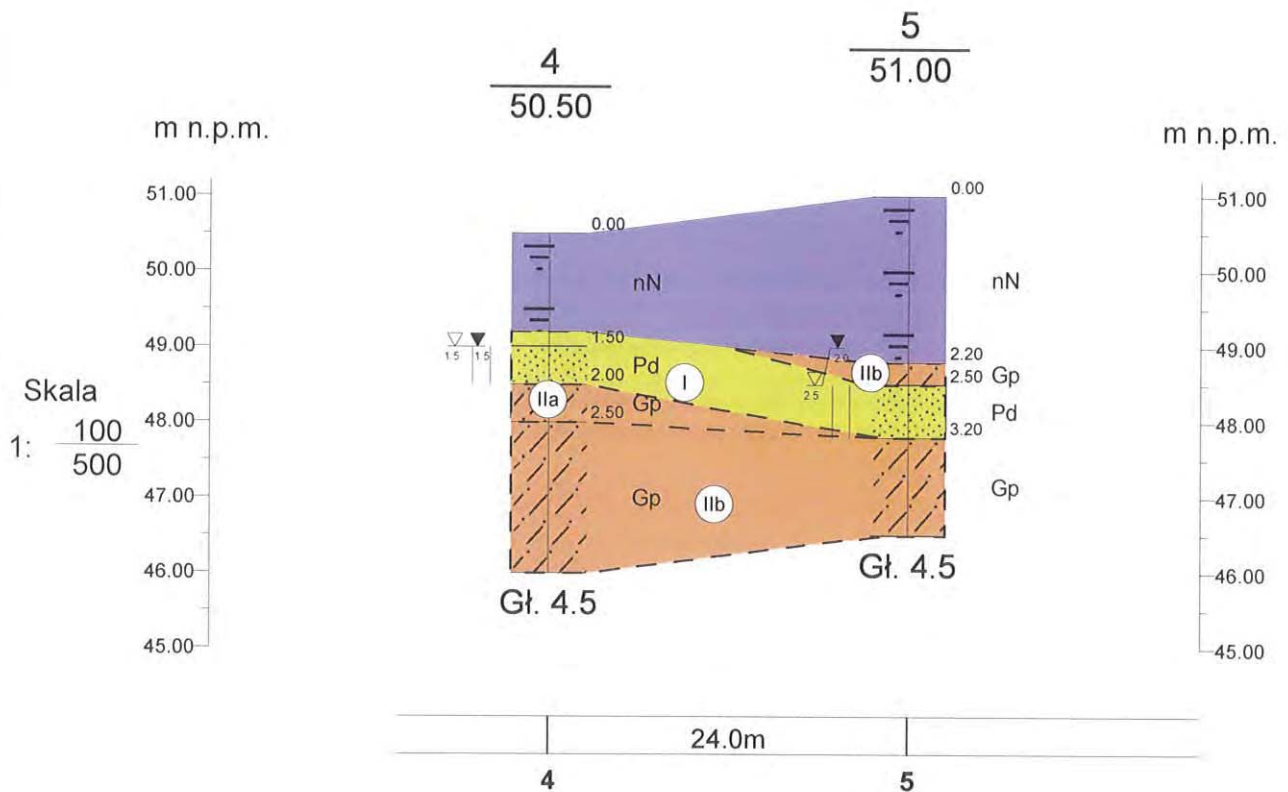 5
51.00
4
50.50
m n.p.m.
m n.p.m.
51.00
50.00
49.00
48.00
47.00
46.00
45.00
51.00
50.00
49.00
48.00
47.00
46.00
45.00
Skala
1: 100
500
0.00
0.00
nN
nN
1.50
2.00
2.50
1.5
1.5
Pd
I
IIa
Gp
Gp
IIb
2.0
2.5
IIb
2.20
2.50
Gp
Pd
3.20
Gp
Gł. 4.5
Gł. 4.5
24.0m
4
5